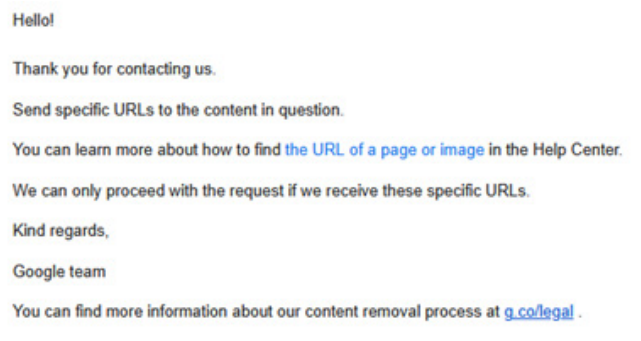 Hello!
Thank you for contacting us.
Send specific URLs to the content in question.
You can learn more about how to find the URL of a page or image in the Help Center.
We can only proceed with the request if we receive these specific URLs.
Kind regards,
Google team
You can find more information about our content removal process at g.co/legal .